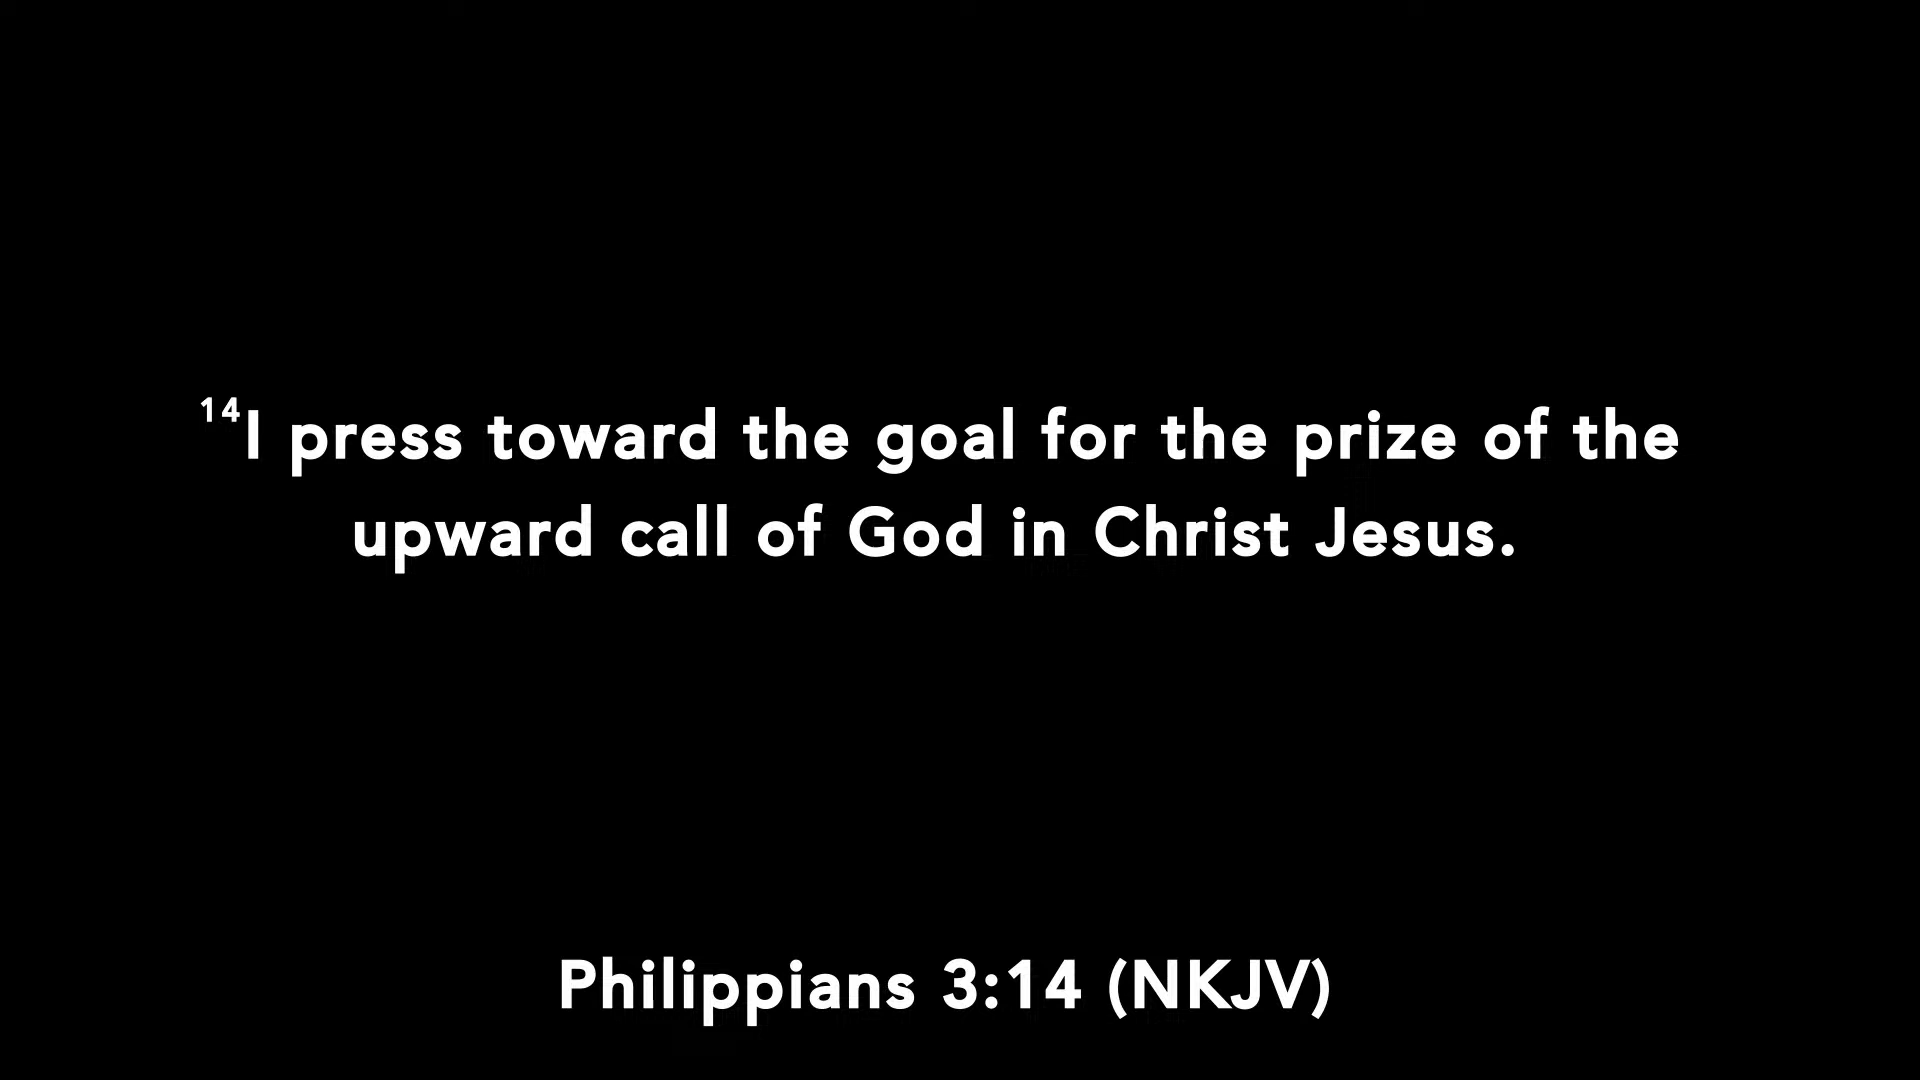 ¹⁴I press toward the goal for the prize of the
upward call of God in Christ Jesus.
Philippians 3:14 (NKJV)